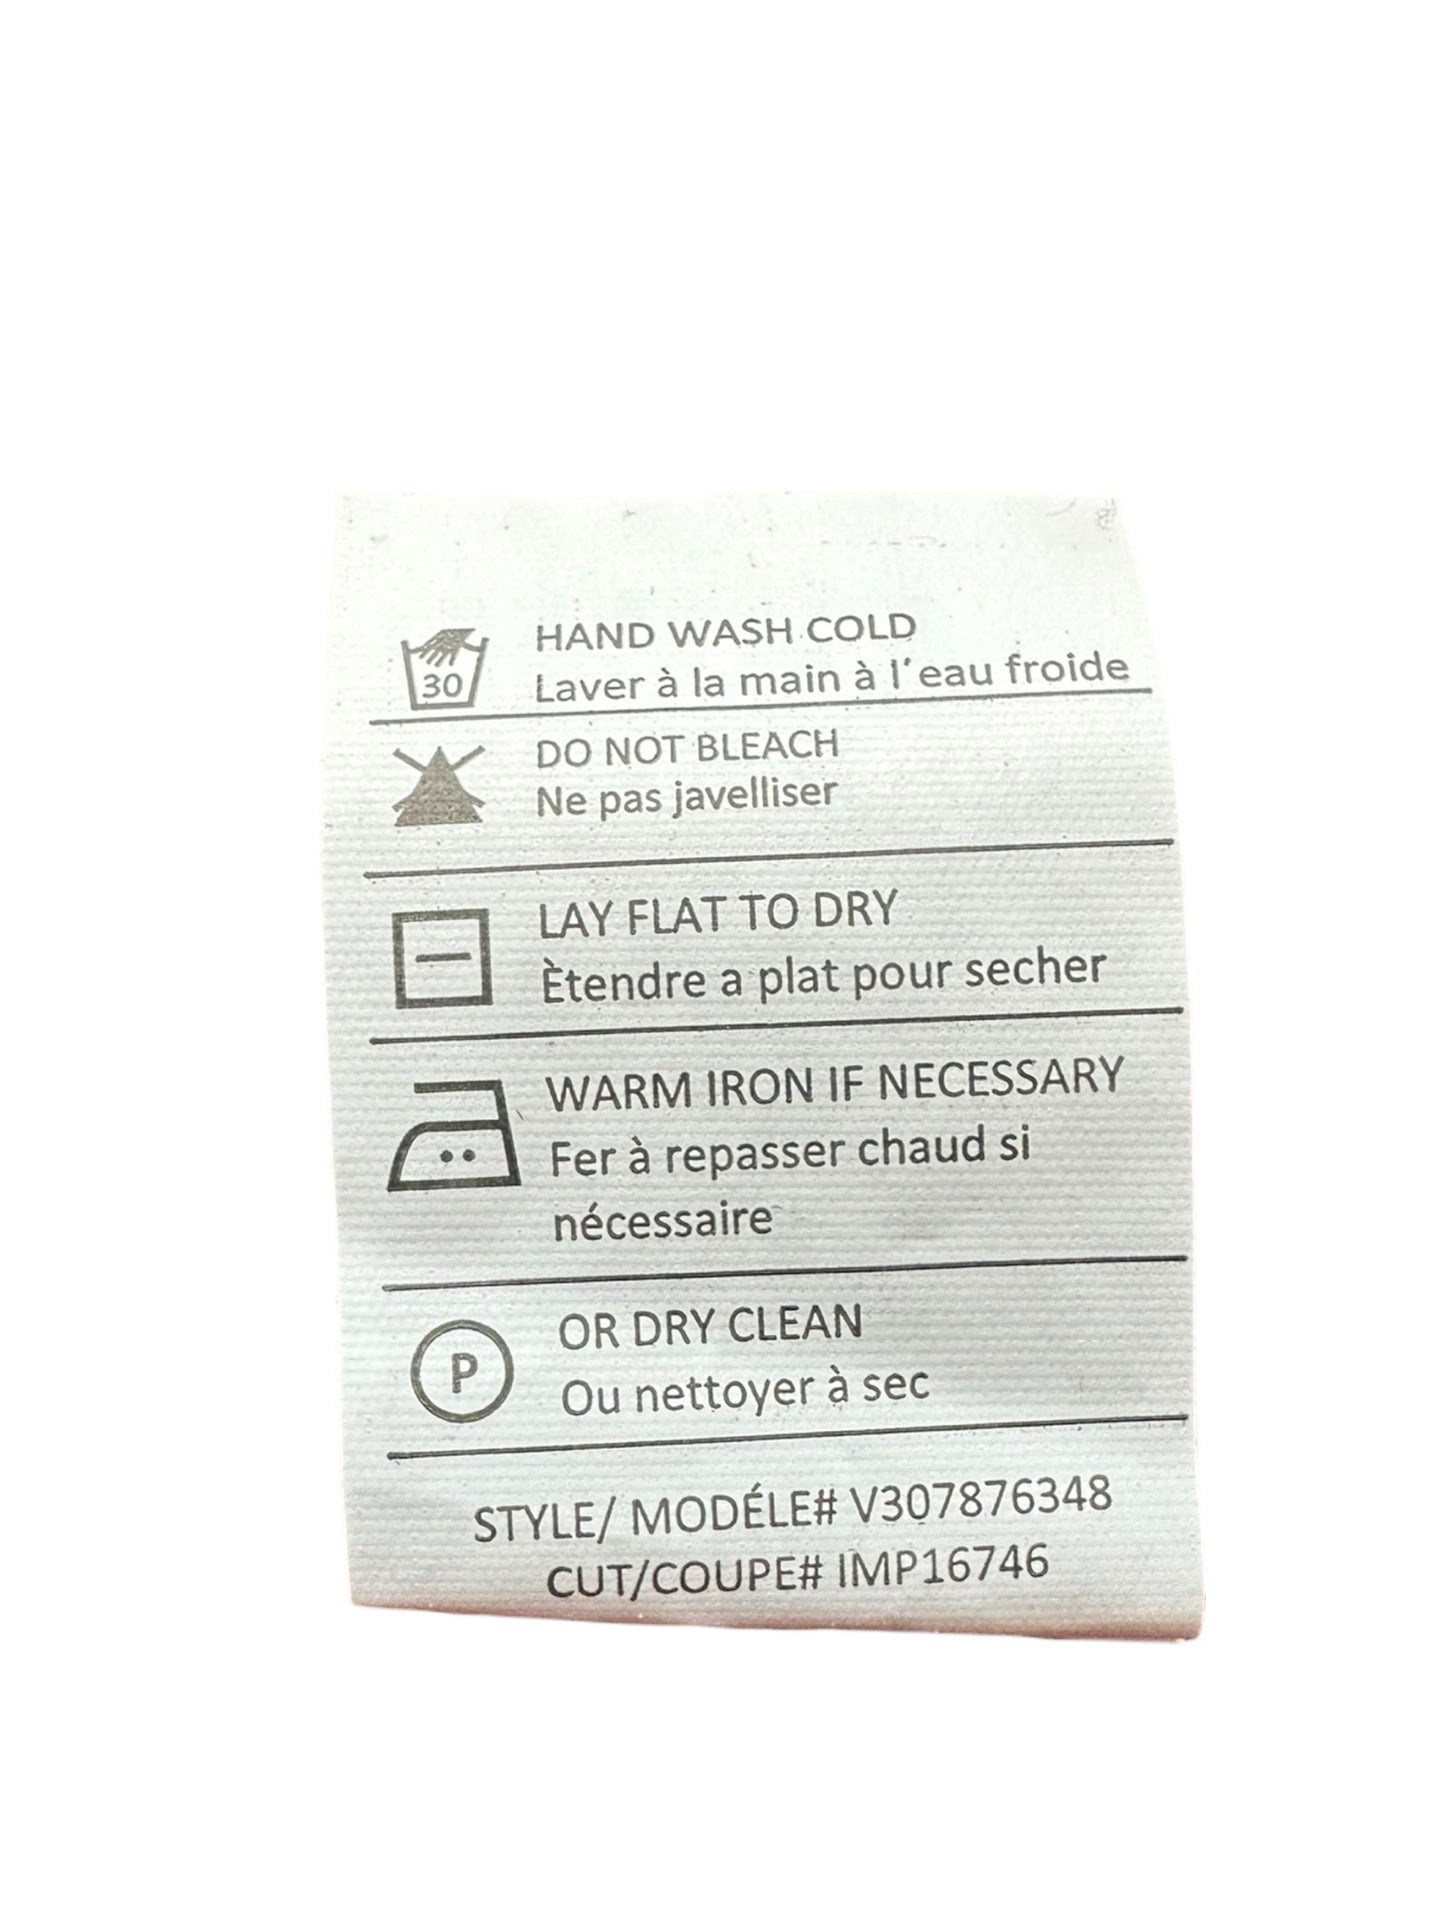 HAND WASH COLD
Laver à la main à l'eau froide
30
DO NOT BLEACH
Ne pas javelliser
LAY FLAT TO DRY
Ètendre a plat pour secher
WARM IRON IF NECESSARY
Fer à repasser chaud si
nécessaire
OR DRY CLEAN
P
Ou nettoyer à sec
STYLE/ MODÉLE# V307876348
CUT/COUPE# IMP16746